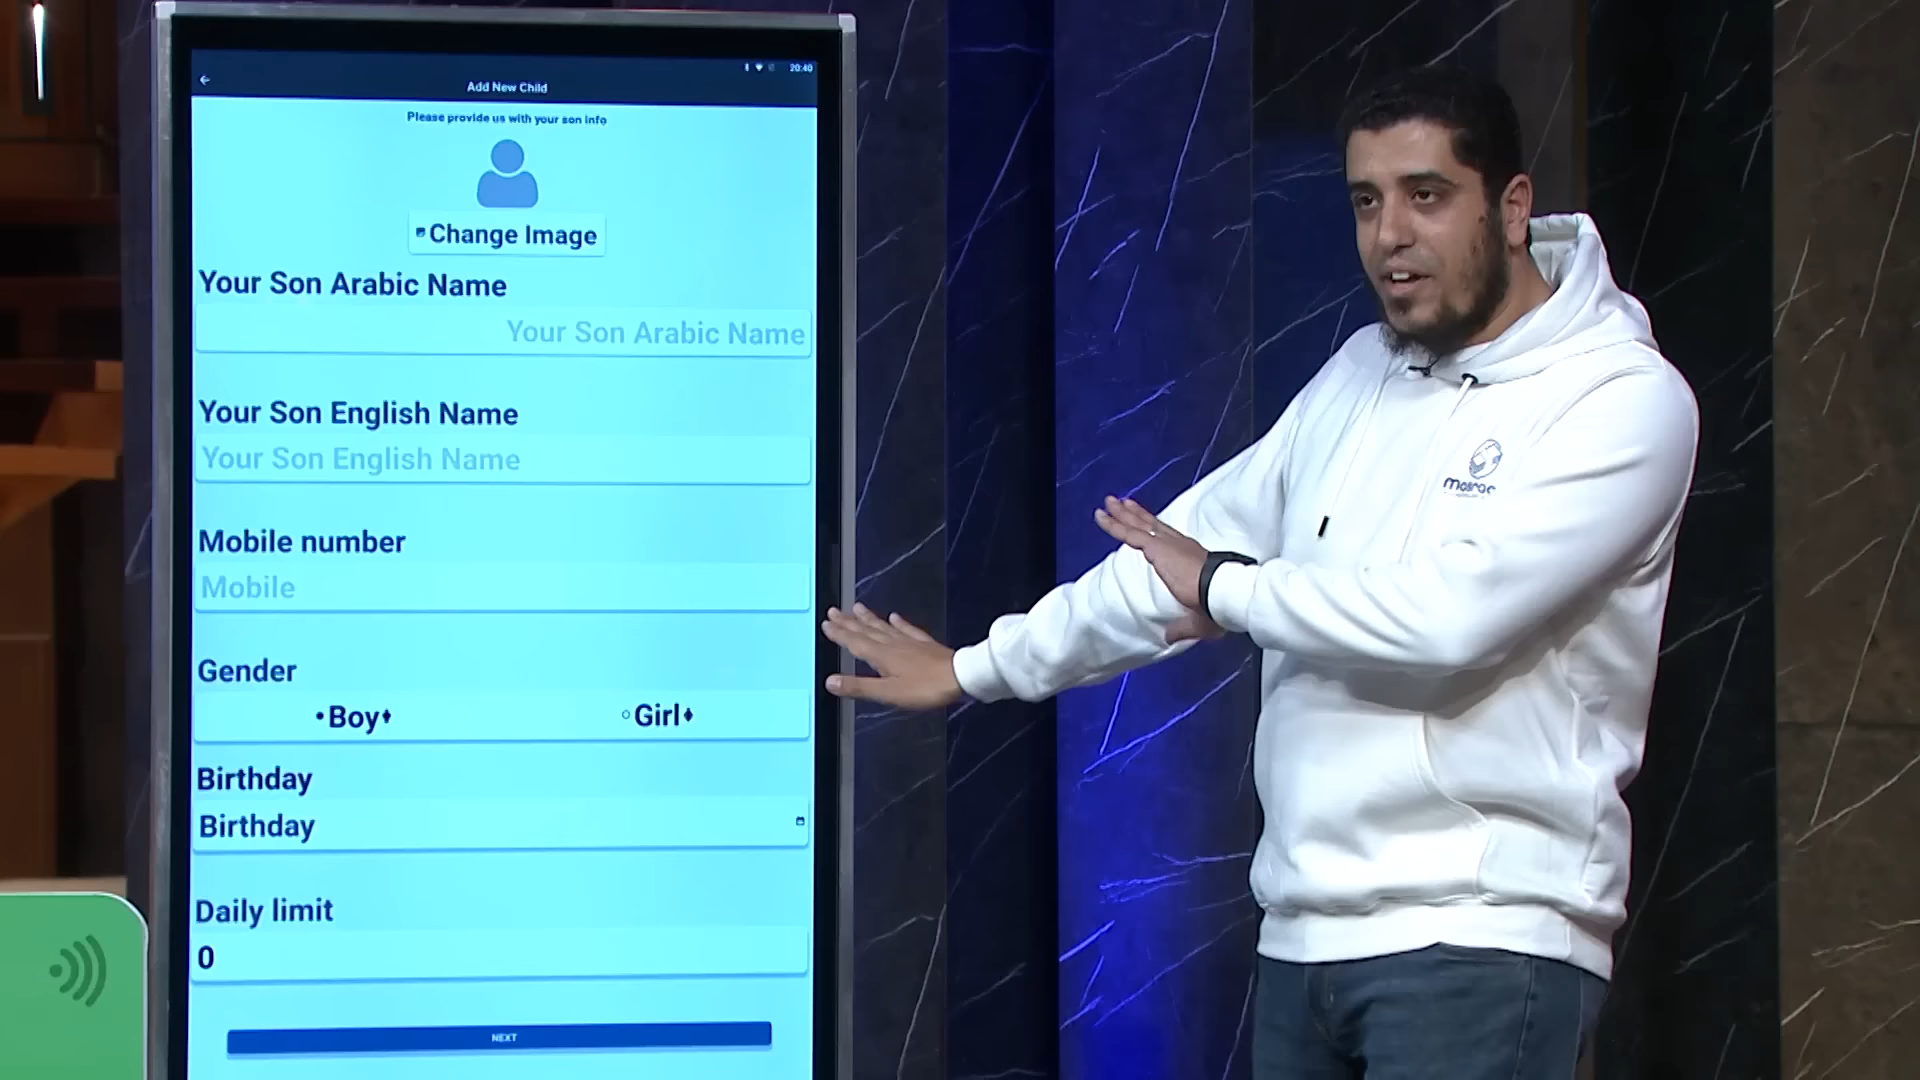 20:40
Add New Child
Please provide us with your son info
Change Image
Your Son Arabic Name
Your Son Arabic Name
Your Son English Name
Your Son English Name
Mobile number
Mobile
Gender
Boy
Girl
Birthday
Birthday
Daily limit
0
NEXT